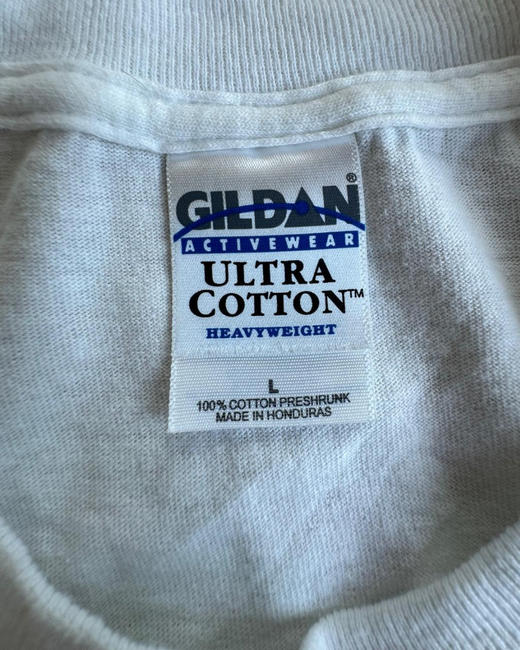 GILDAN®
ACTIVEWEAR
ULTRA
COTTON™
HEAVYWEIGHT
L
100% COTTON PRESHRUNK
MADE IN HONDURAS